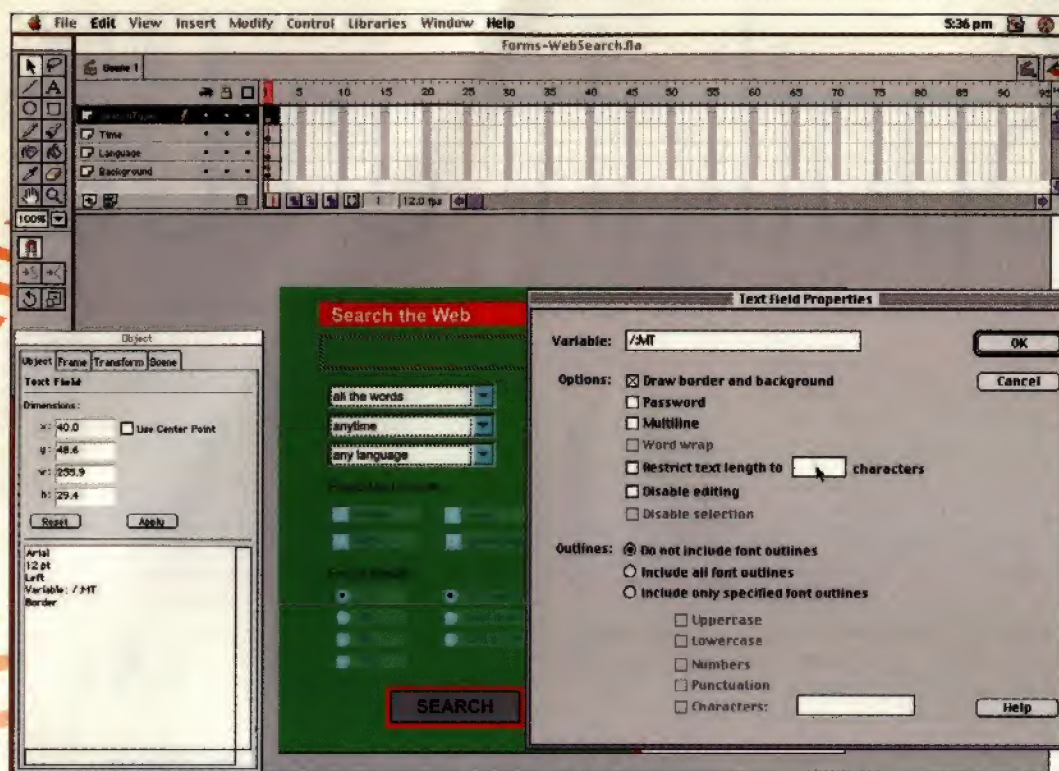 File Edit View Insert Modify Control Libraries Window Help 5:36 pm
Forms-WebSearch.fla
Scene 1
5 10 15 20 25 30 35 40 45 50 55 60 65 70 75 80 85 90 95
Time
Language
Background
1 12.0 fps
100%
Search the Web
all the words
anytime
any language
SEARCH
Object
Object Frame Transform Scene
Text Field
Dimensions:
x: 40.0 Use Center Point
y: 48.6
w: 255.9
h: 29.4
Reset Apply
Arial
12 pt
Left
Variable: /:MT
Border
Text Field Properties
Variable: /:MT OK
Options: Draw border and background Cancel
Password
Multiline
Word wrap
Restrict text length to characters
Disable editing
Disable selection
Outlines: Do not include font outlines
Include all font outlines
Include only specified font outlines
Uppercase
Lowercase
Numbers
Punctuation
Characters: Help